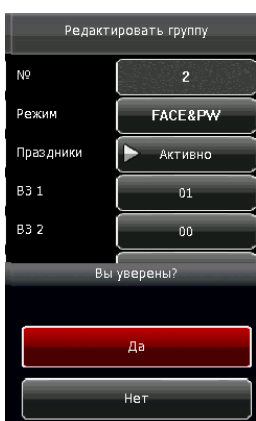 Редактировать группу
№ 2
Режим FACE&PW
Праздники Активно
ВЗ 1 01
ВЗ 2 00
Вы уверены?
Да
Нет